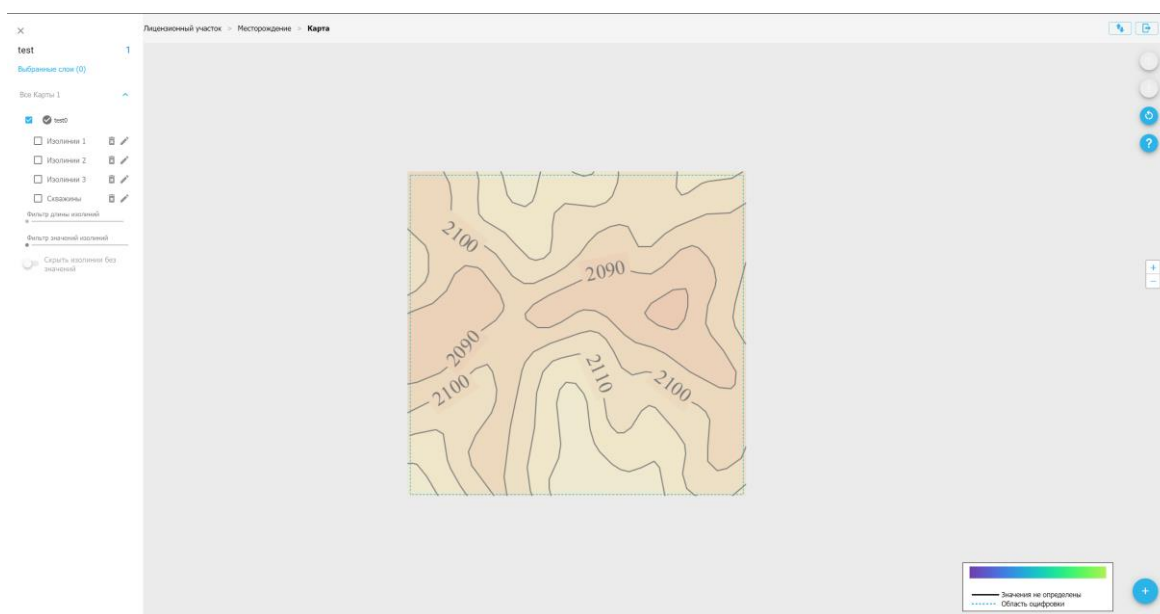 Лицензионный участок > Месторождение > Карта
test 1
Выбранные слои (0)
Все Карты 1
test0
Изолинии 1
Изолинии 2
Изолинии 3
Скважины
Фильтр длины изолиний
Фильтр значений изолиний
Скрыть изолинии без
значений
2100
2090
2090
2110
2100
2100
?
+
−
Значения не определены
Область оцифровки
+